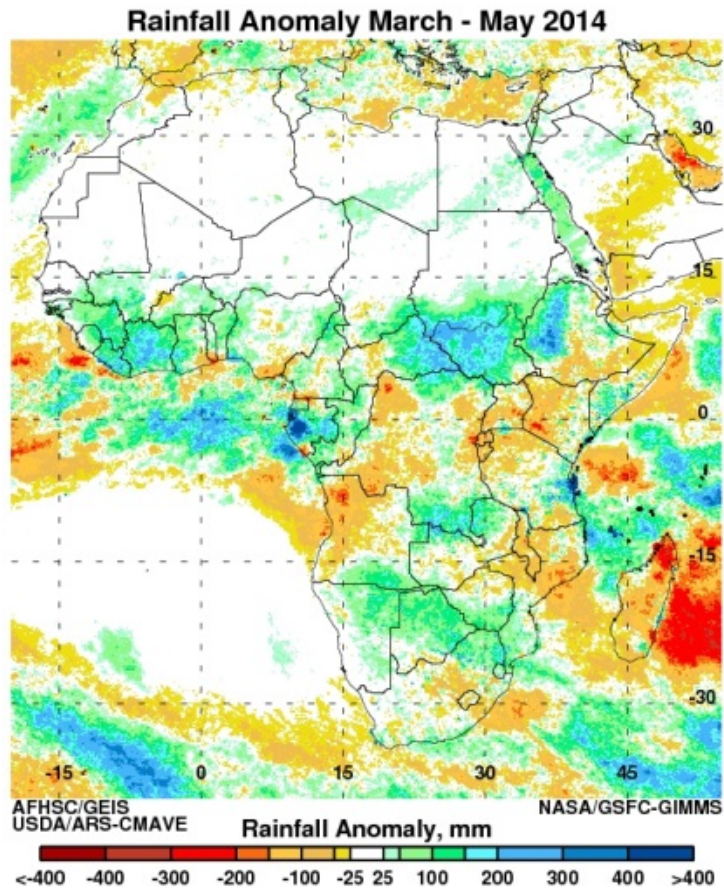 Rainfall Anomaly March - May 2014
30
15
0
-15
-30
-15 0 15 30 45
AFHSC/GEIS NASA/GSFC-GIMMS
USDA/ARS-CMAVE
Rainfall Anomaly, mm
<-400 -400 -300 -200 -100 -25 25 100 200 300 400 >400